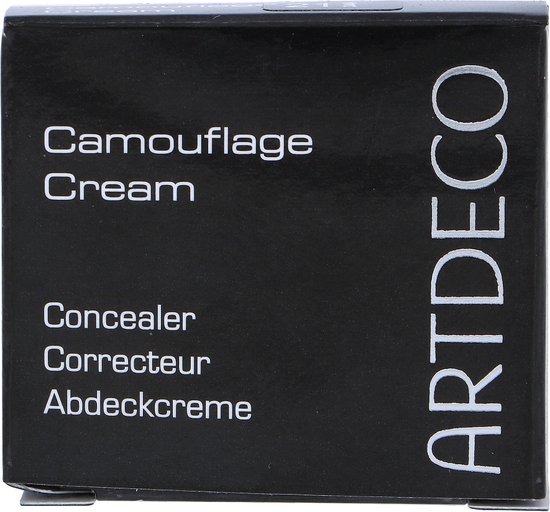 Camouflage
Cream
Concealer
Correcteur
Abdeckcreme
ARTDECO